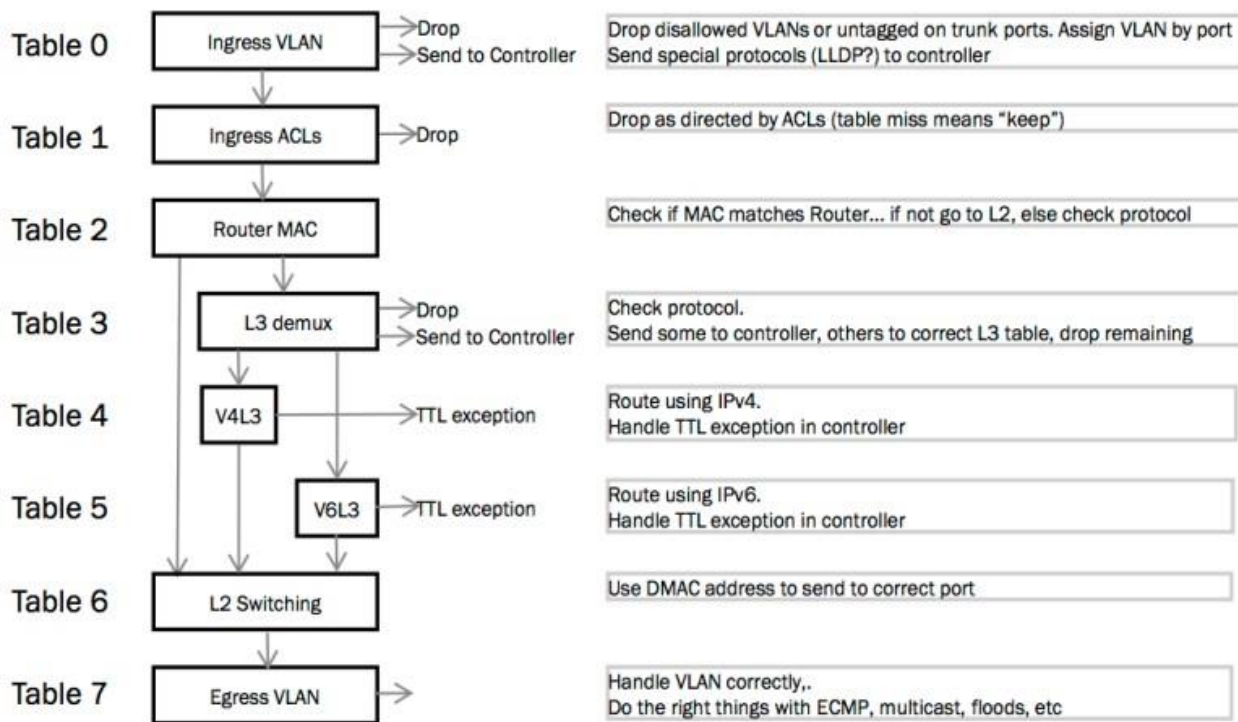 Table 0
Ingress VLAN
Drop
Send to Controller
Drop disallowed VLANs or untagged on trunk ports. Assign VLAN by port
Send special protocols (LLDP?) to controller
Table 1
Ingress ACLs
Drop
Drop as directed by ACLs (table miss means “keep”)
Table 2
Router MAC
Check if MAC matches Router... if not go to L2, else check protocol
Table 3
L3 demux
Drop
Send to Controller
Check protocol.
Send some to controller, others to correct L3 table, drop remaining
Table 4
V4L3
TTL exception
Route using IPv4.
Handle TTL exception in controller
Table 5
V6L3
TTL exception
Route using IPv6.
Handle TTL exception in controller
Table 6
L2 Switching
Use DMAC address to send to correct port
Table 7
Egress VLAN
Handle VLAN correctly,.
Do the right things with ECMP, multicast, floods, etc